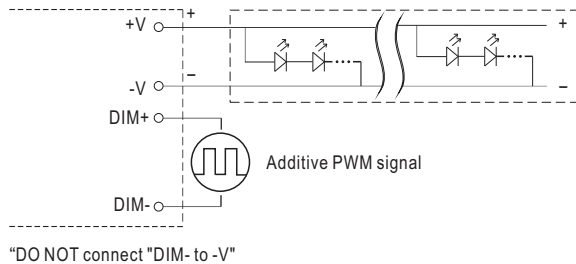 +V + +
-V − −
DIM+
Additive PWM signal
DIM-
“DO NOT connect "DIM- to -V"